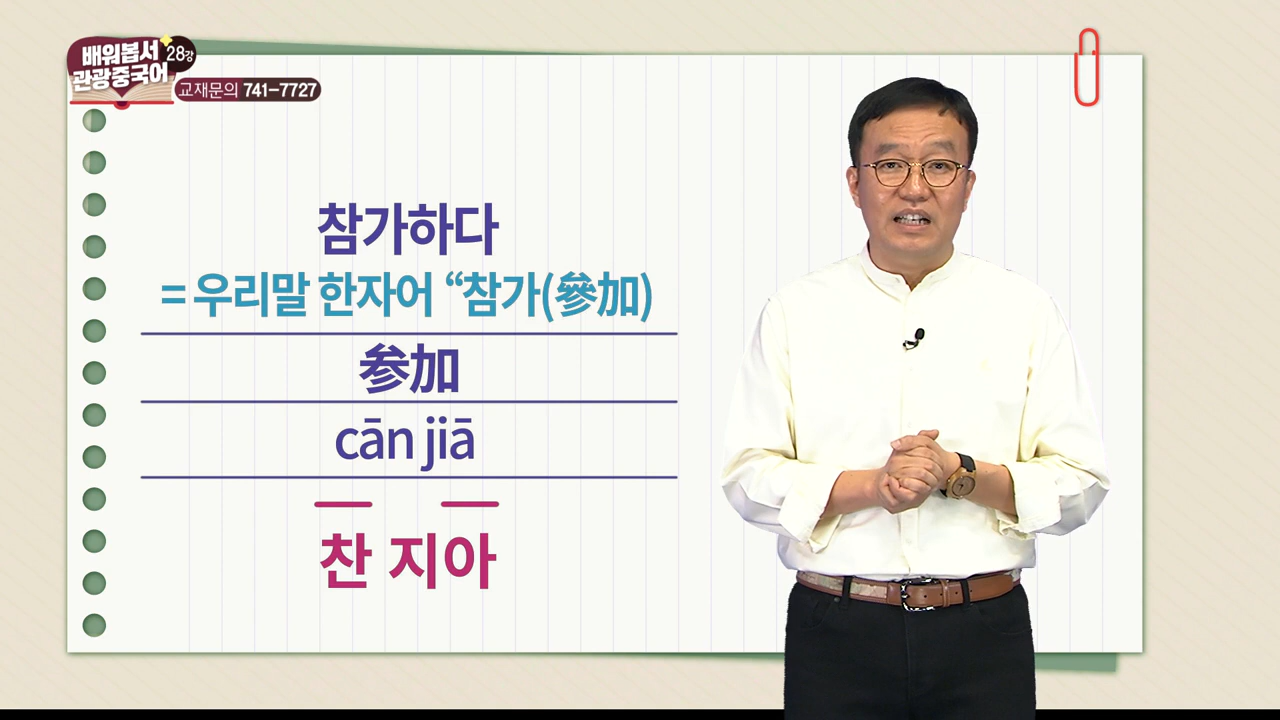 배워봅서 28강
관광중국어
교재문의 741-7727
참가하다
= 우리말 한자어 “참가(參加)
参加
cān jiā
찬 지아